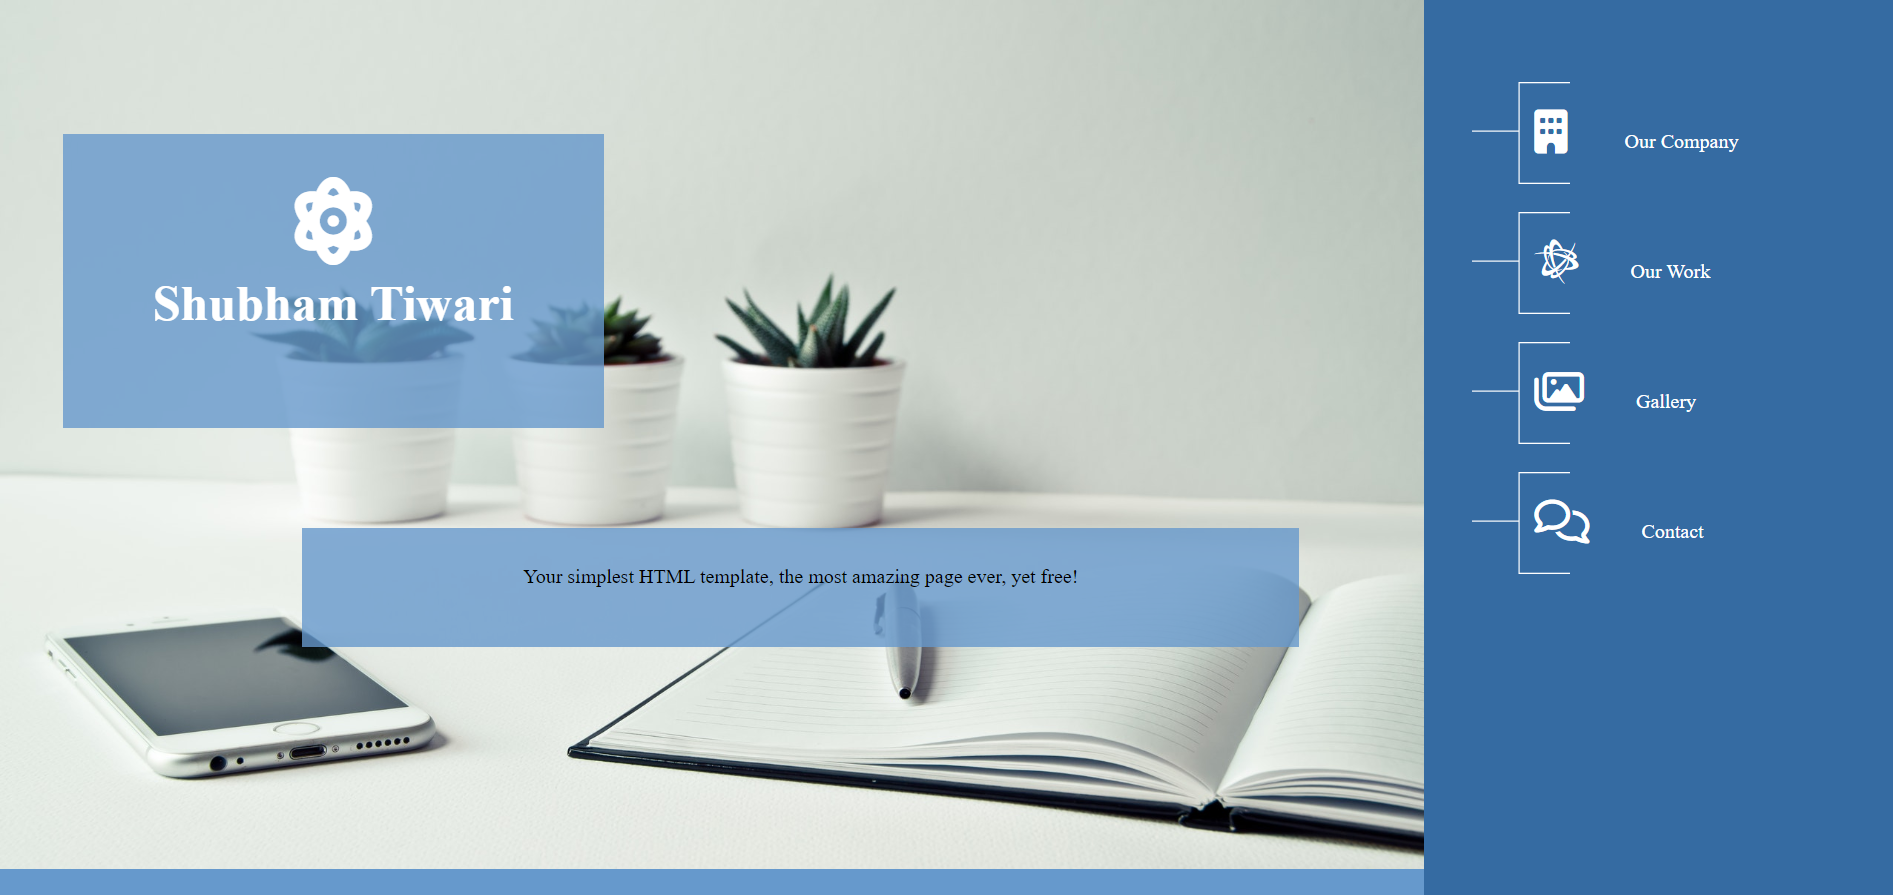 Shubham Tiwari
Your simplest HTML template, the most amazing page ever, yet free!
Our Company
Our Work
Gallery
Contact